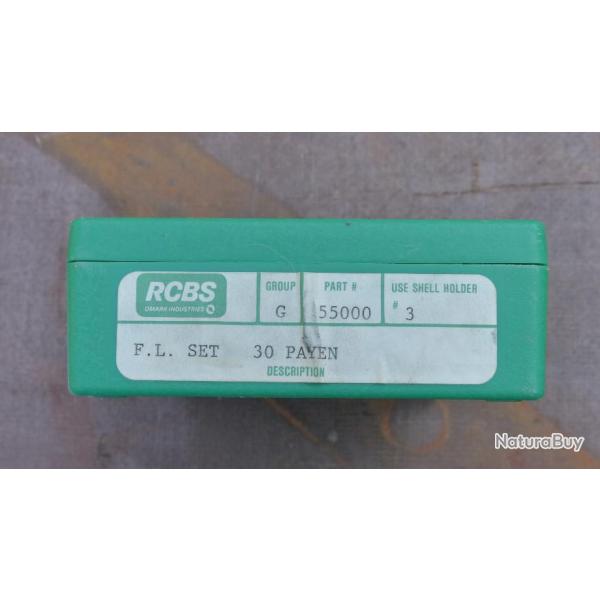 RCBS
OMARK INDUSTRIES
GROUP
G
PART #
55000
USE SHELL HOLDER
# 3
F.L. SET 30 PAYEN
DESCRIPTION
NaturaBuy